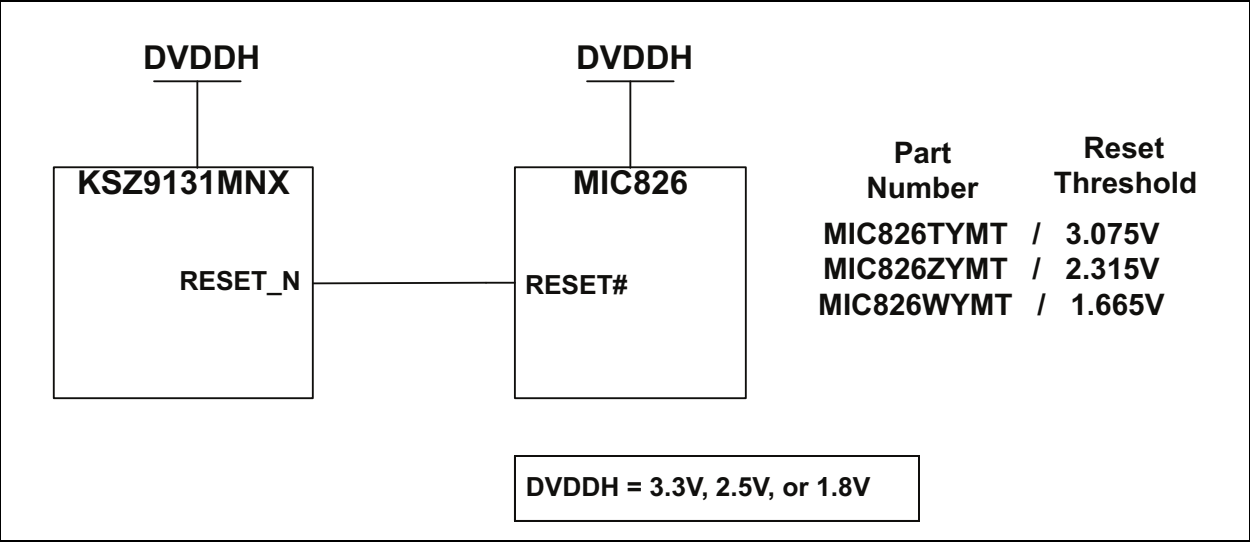 DVDDH
DVDDH
KSZ9131MNX
MIC826
RESET_N
RESET#
Part
Number
Reset
Threshold
MIC826TYMT / 3.075V
MIC826ZYMT / 2.315V
MIC826WYMT / 1.665V
DVDDH = 3.3V, 2.5V, or 1.8V